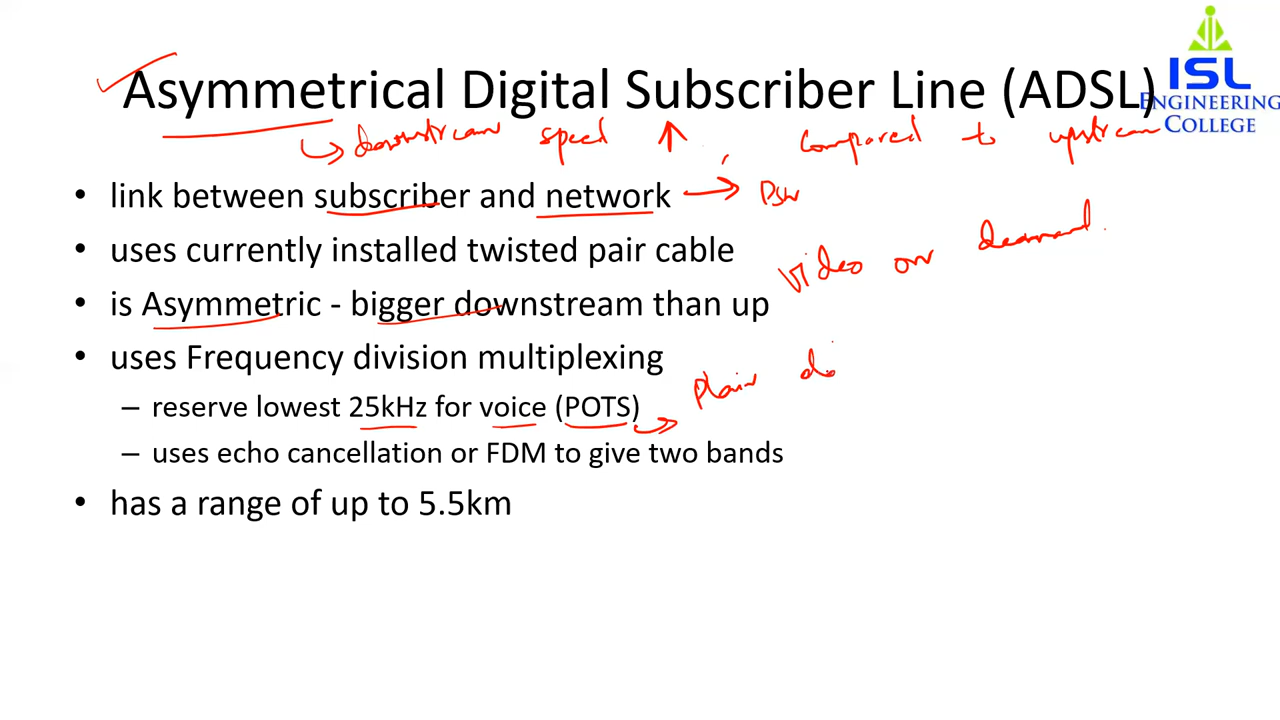 Asymmetrical Digital Subscriber Line (ADSL)
ISL
ENGINEERING
COLLEGE
downstream speed ↑ compared to upstream
• link between subscriber and network →
• uses currently installed twisted pair cable
video on demand.
• is Asymmetric - bigger downstream than up
• uses Frequency division multiplexing
Plain
– reserve lowest 25kHz for voice (POTS)
– uses echo cancellation or FDM to give two bands
• has a range of up to 5.5km